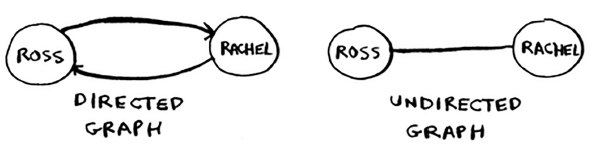 ROSS
RACHEL
DIRECTED
GRAPH
ROSS
RACHEL
UNDIRECTED
GRAPH